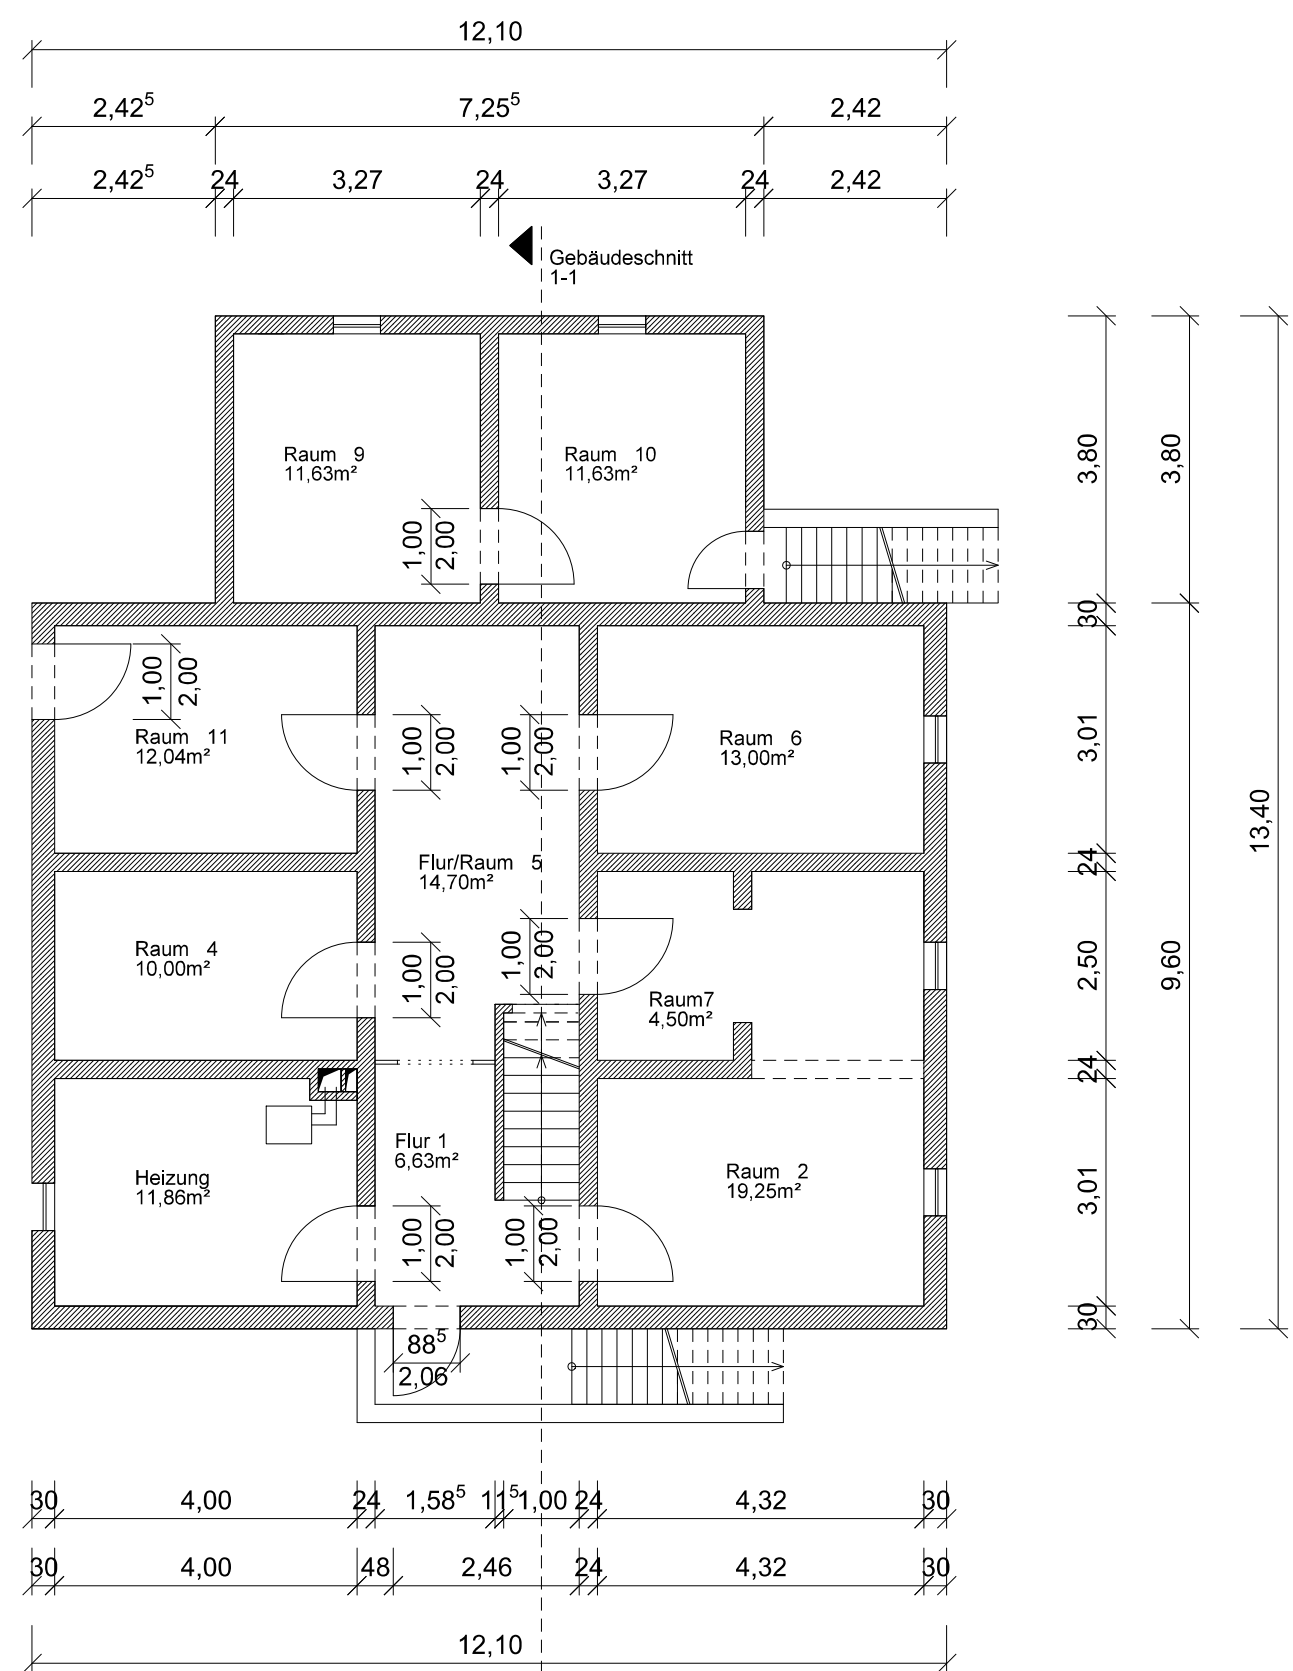 12,10
2,42⁵ 7,25⁵ 2,42
2,42⁵ 24 3,27 24 3,27 24 2,42
Gebäudeschnitt
1-1
Raum 9
11,63m²
Raum 10
11,63m²
1,00
2,00
3,80
3,80
13,40
30
1,00
2,00
Raum 11
12,04m²
1,00
2,00
1,00
2,00
Raum 6
13,00m²
3,01
Flur/Raum 5
14,70m²
24
Raum 4
10,00m²
1,00
2,00
1,00
2,00
Raum7
4,50m²
2,50
9,60
24
Heizung
11,86m²
Flur 1
6,63m²
Raum 2
19,25m²
3,01
1,00
2,00
1,00
2,00
30
88⁵
2,06
30 4,00 24 1,58⁵ 11⁵ 1,00 24 4,32 30
30 4,00 48 2,46 24 4,32 30
12,10